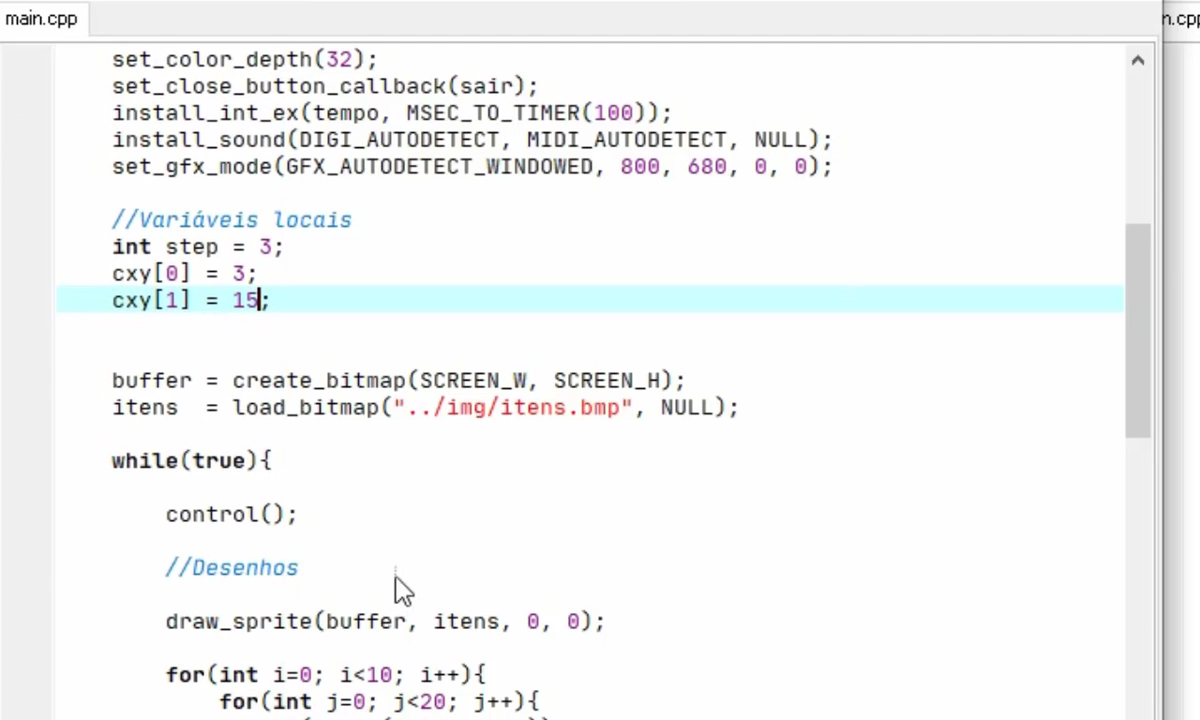 main.cpp
n.cpp
set_color_depth(32);
set_close_button_callback(sair);
install_int_ex(tempo, MSEC_TO_TIMER(100));
install_sound(DIGI_AUTODETECT, MIDI_AUTODETECT, NULL);
set_gfx_mode(GFX_AUTODETECT_WINDOWED, 800, 680, 0, 0);
//Variáveis locais
int step = 3;
cxy[0] = 3;
cxy[1] = 15;
buffer = create_bitmap(SCREEN_W, SCREEN_H);
itens  = load_bitmap("../img/itens.bmp", NULL);
while(true){
control();
//Desenhos
draw_sprite(buffer, itens, 0, 0);
for(int i=0; i<10; i++){
for(int j=0; j<20; j++){